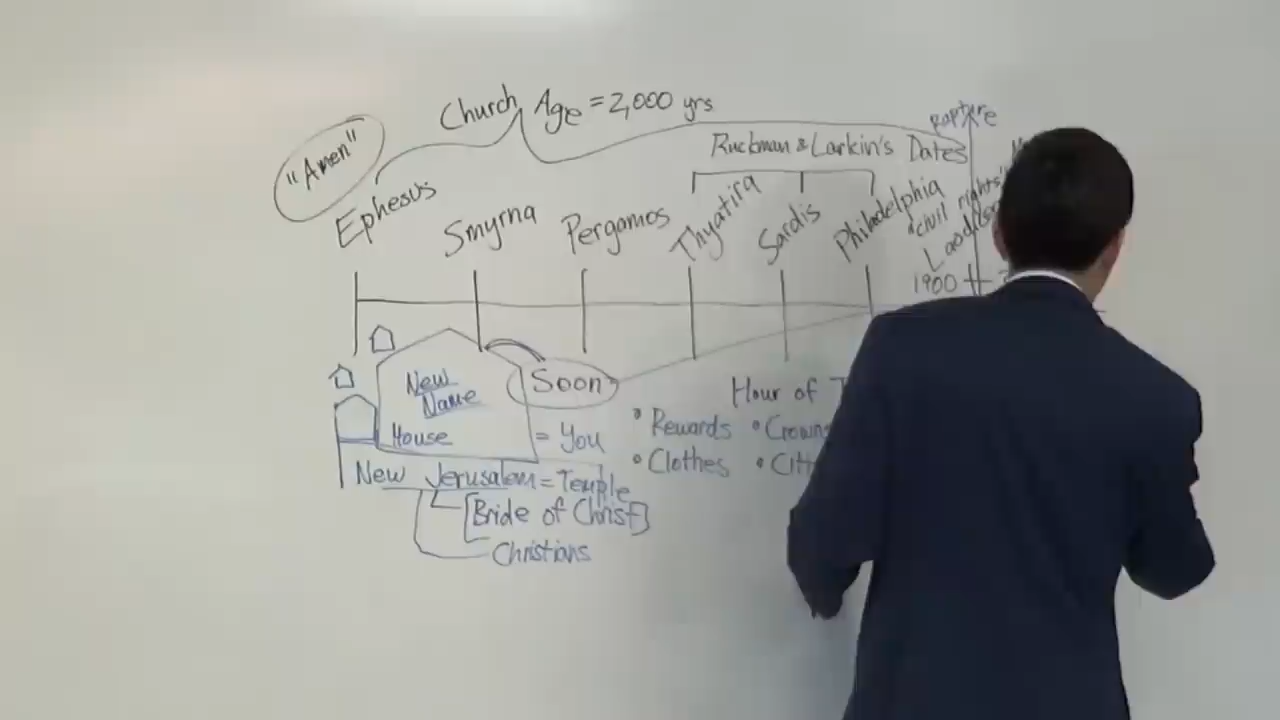 Church Age = 2,000 yrs
Rapture
"Amen"
Ruckman & Larkin's Dates
Ephesus
Smyrna
Pergamos
Thyatira
Sardis
Philadelphia
"civil rights"
1900
New
Name
House
Soon
= You
Hour of
• Rewards
• Clothes
New Jerusalem = Temple
[Bride of Christ]
Christians